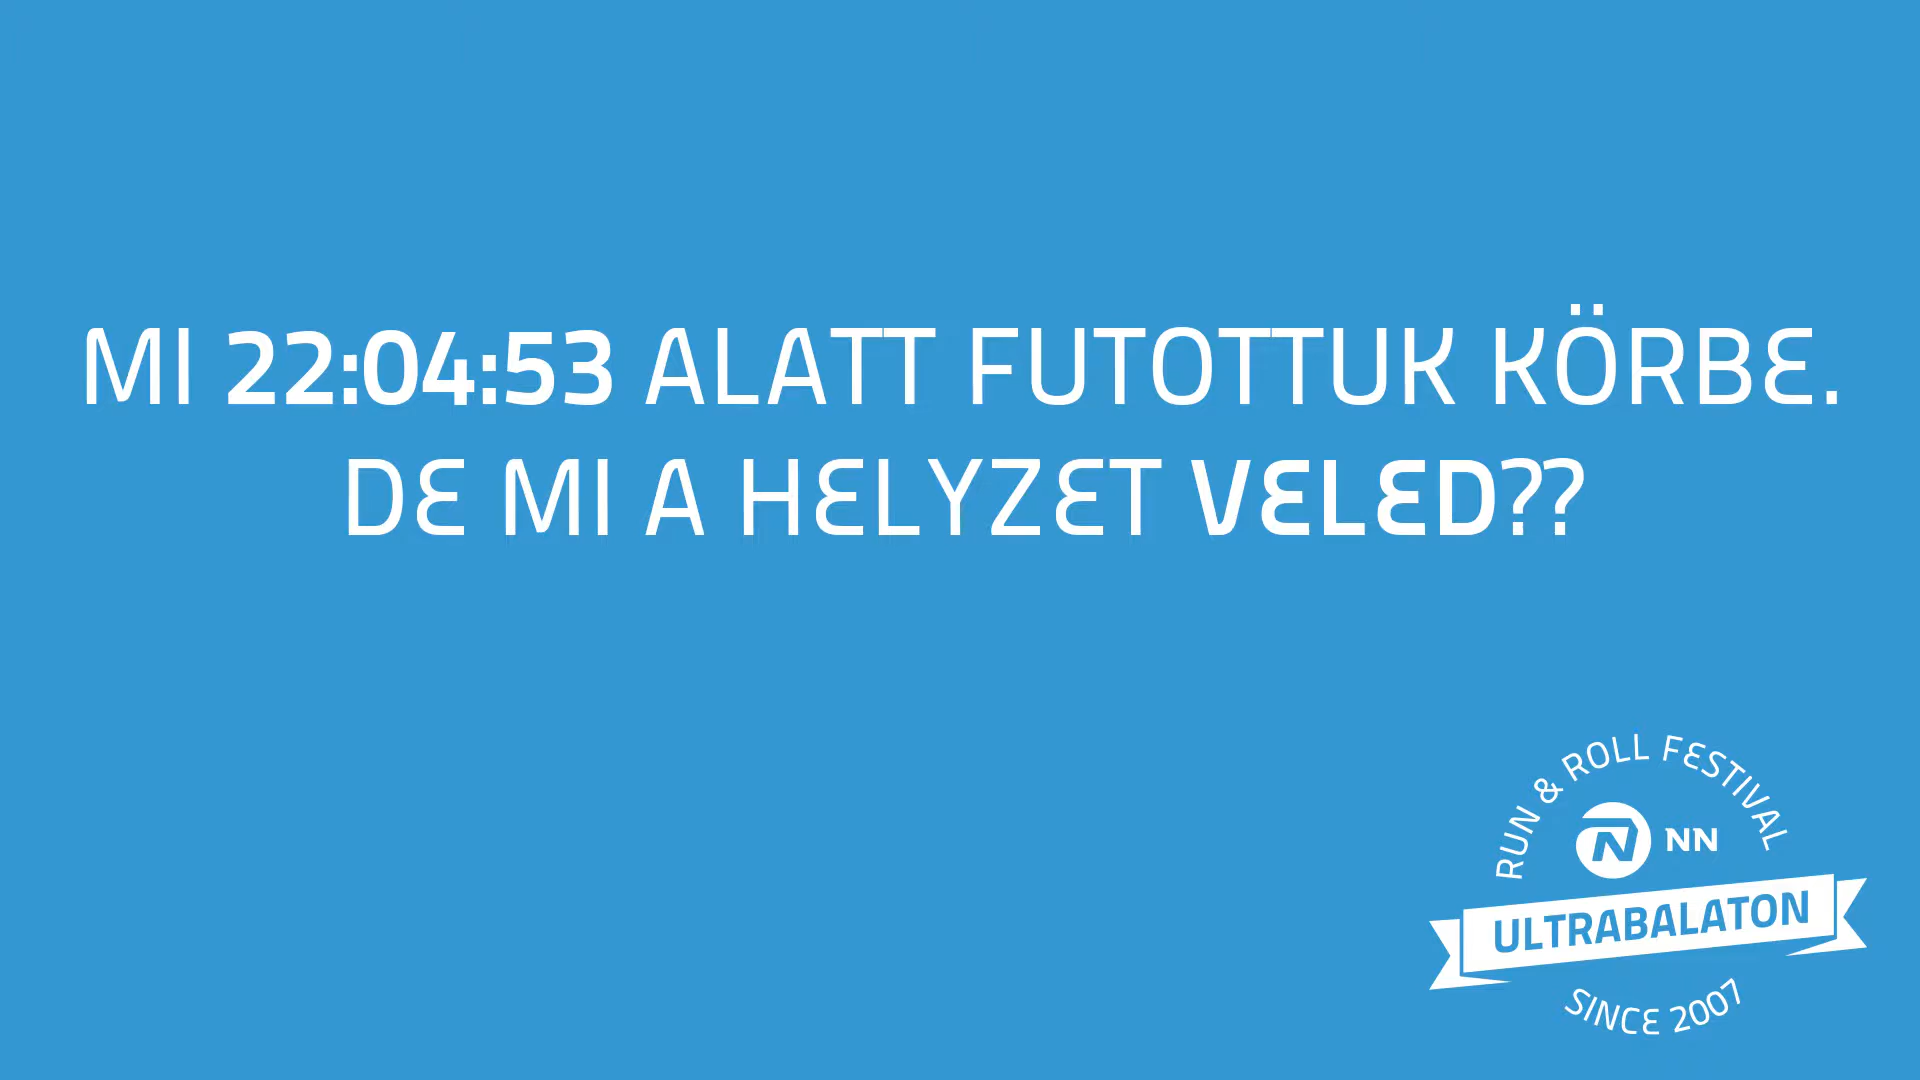 MI 22:04:53 ALATT FUTOTTUK KÖRBE.
DE MI A HELYZET VELED??
RUN & ROLL FESTIVAL
NN
ULTRABALATON
SINCE 2007